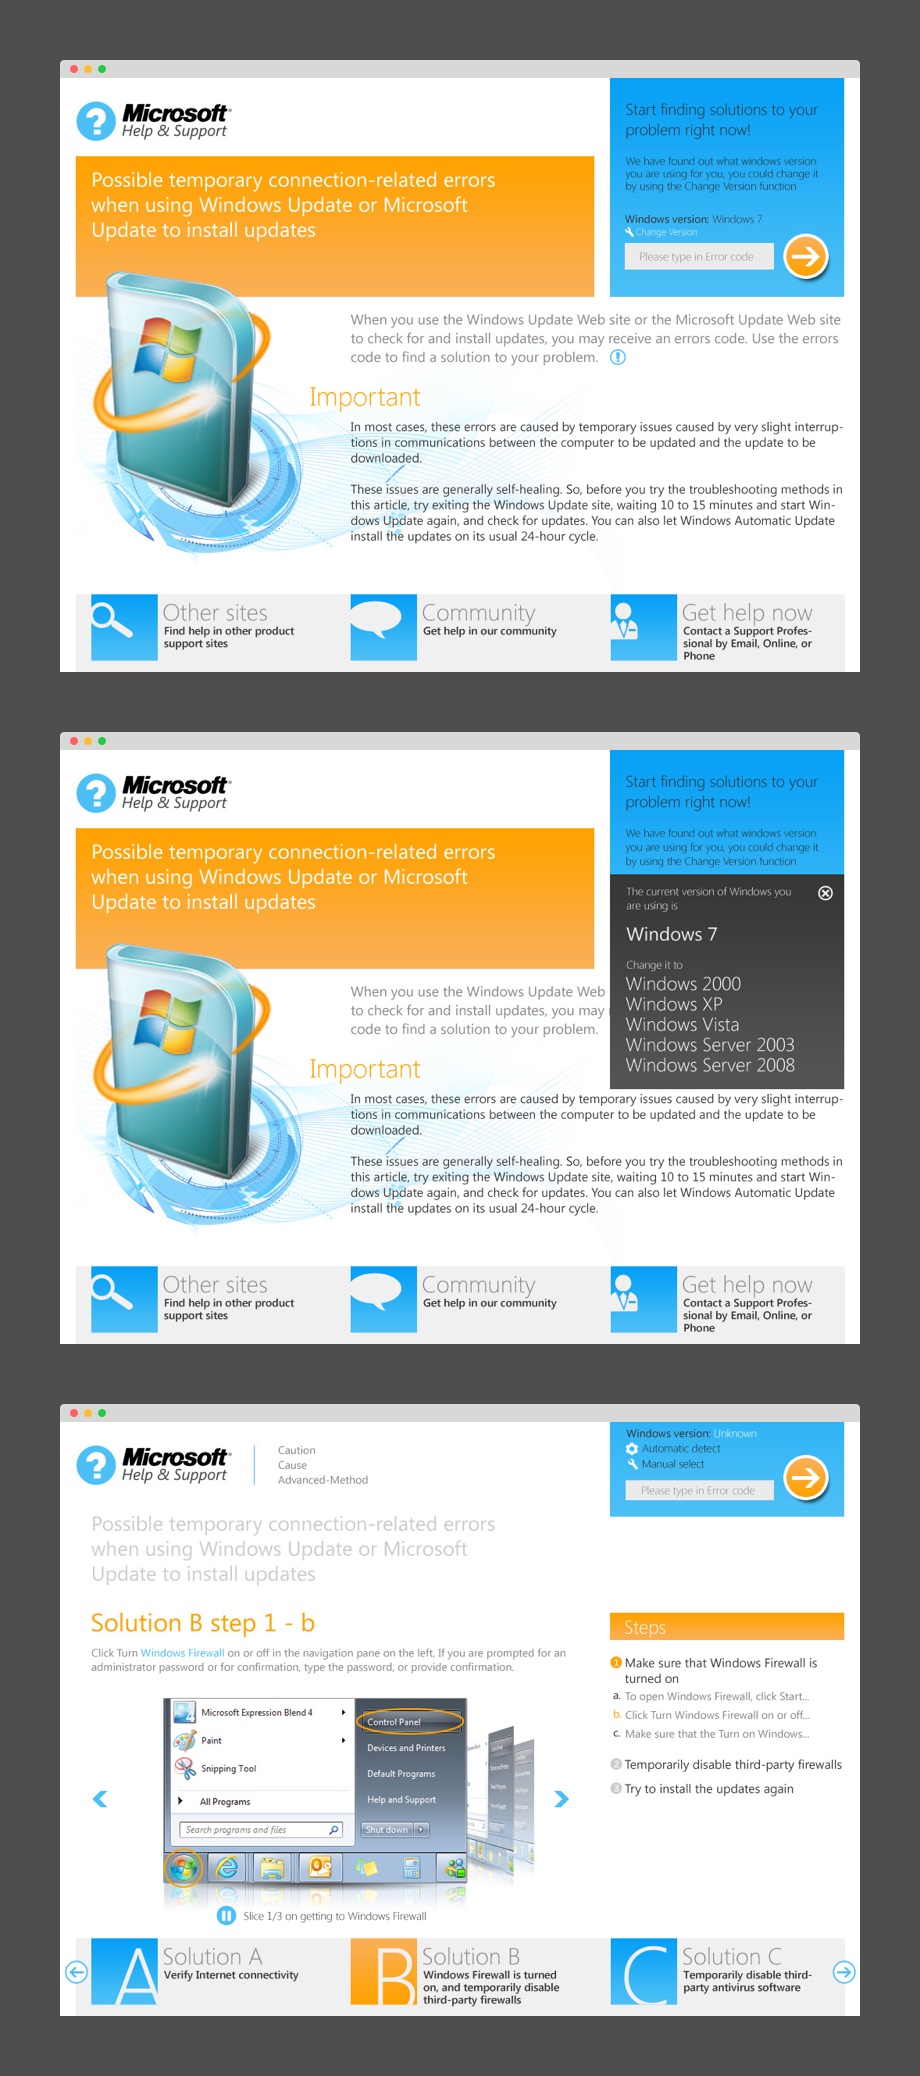 Microsoft
Help & Support
Start finding solutions to your
problem right now!
We have found out what windows version
you are using for you, you could change it
by using the Change Version function
Windows version: Windows 7
Change Version
Please type in Error code
Possible temporary connection-related errors
when using Windows Update or Microsoft
Update to install updates
When you use the Windows Update Web site or the Microsoft Update Web site
to check for and install updates, you may receive an errors code. Use the errors
code to find a solution to your problem.
Important
In most cases, these errors are caused by temporary issues caused by very slight interrup-
tions in communications between the computer to be updated and the update to be
downloaded.
These issues are generally self-healing. So, before you try the troubleshooting methods in
this article, try exiting the Windows Update site, waiting 10 to 15 minutes and start Win-
dows Update again, and check for updates. You can also let Windows Automatic Update
install the updates on its usual 24-hour cycle.
Other sites
Find help in other product
support sites
Community
Get help in our community
Get help now
Contact a Support Profes-
sional by Email, Online, or
Phone
Microsoft
Help & Support
Start finding solutions to your
problem right now!
We have found out what windows version
you are using for you, you could change it
by using the Change Version function
The current version of Windows you
are using is
Windows 7
Change it to
Windows 2000
Windows XP
Windows Vista
Windows Server 2003
Windows Server 2008
Possible temporary connection-related errors
when using Windows Update or Microsoft
Update to install updates
When you use the Windows Update Web
to check for and install updates, you may
code to find a solution to your problem.
Important
In most cases, these errors are caused by temporary issues caused by very slight interrup-
tions in communications between the computer to be updated and the update to be
downloaded.
These issues are generally self-healing. So, before you try the troubleshooting methods in
this article, try exiting the Windows Update site, waiting 10 to 15 minutes and start Win-
dows Update again, and check for updates. You can also let Windows Automatic Update
install the updates on its usual 24-hour cycle.
Other sites
Find help in other product
support sites
Community
Get help in our community
Get help now
Contact a Support Profes-
sional by Email, Online, or
Phone
Microsoft
Help & Support
Caution
Cause
Advanced-Method
Windows version: Unknown
Automatic detect
Manual select
Please type in Error code
Possible temporary connection-related errors
when using Windows Update or Microsoft
Update to install updates
Solution B step 1 - b
Click Turn Windows Firewall on or off in the navigation pane on the left. If you are prompted for an
administrator password or for confirmation, type the password, or provide confirmation.
Microsoft Expression Blend 4
Paint
Snipping Tool
All Programs
Search programs and files
Control Panel
Devices and Printers
Default Programs
Help and Support
Shut down
Slice 1/3 on getting to Windows Firewall
Steps
1 Make sure that Windows Firewall is
turned on
a. To open Windows Firewall, click Start...
b. Click Turn Windows Firewall on or off...
c. Make sure that the Turn on Windows...
2 Temporarily disable third-party firewalls
3 Try to install the updates again
A
Solution A
Verify Internet connectivity
B
Solution B
Windows Firewall is turned
on, and temporarily disable
third-party firewalls
C
Solution C
Temporarily disable third-
party antivirus software